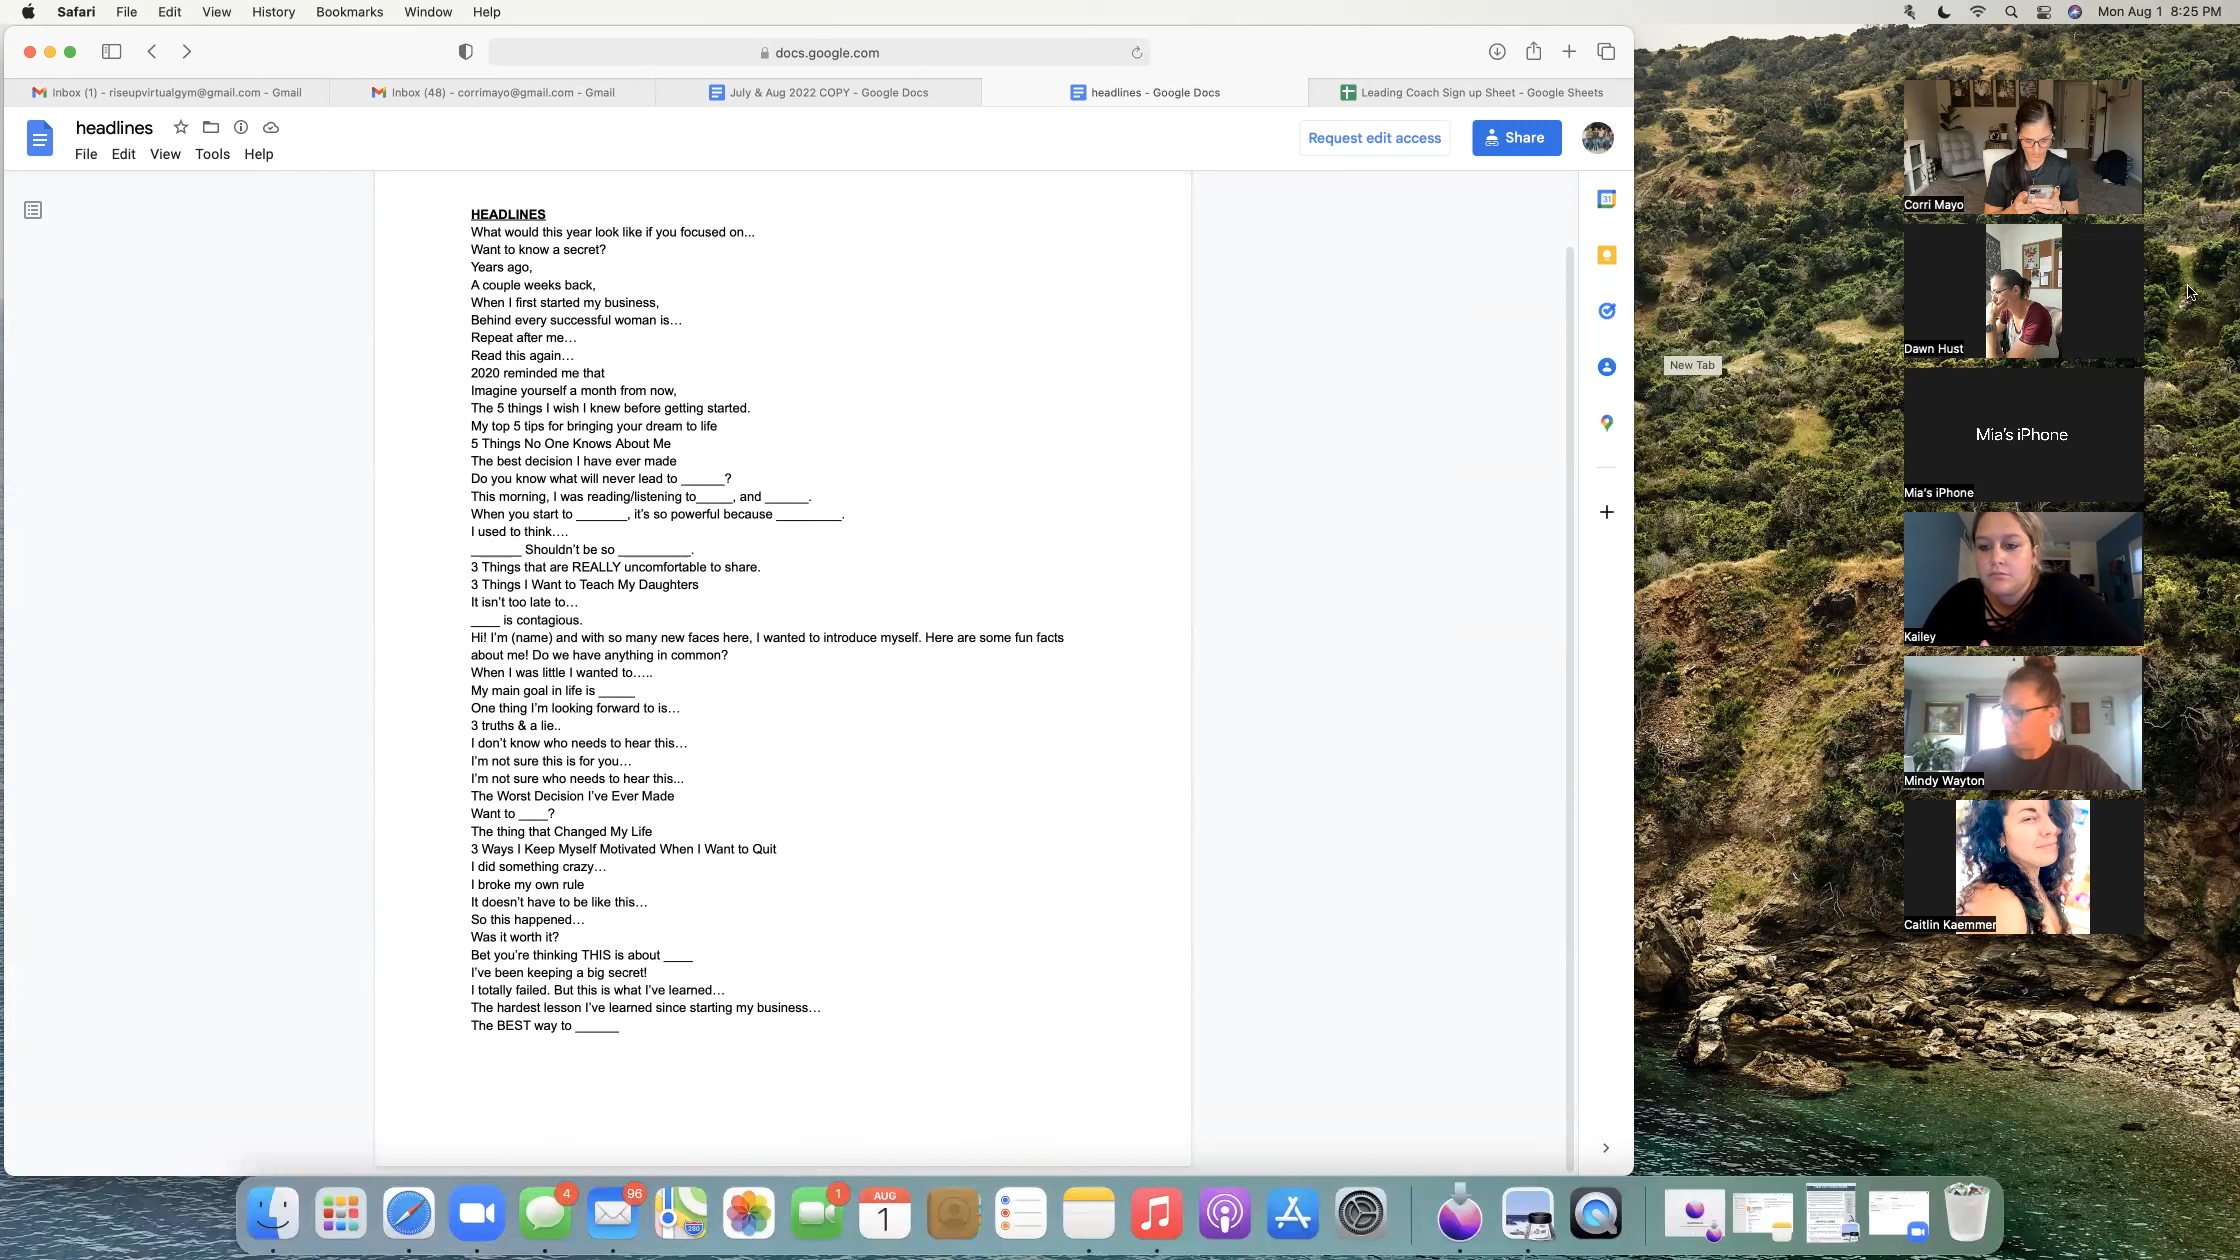 Safari File Edit View History Bookmarks Window Help
Mon Aug 1 8:25 PM
docs.google.com
Inbox (1) - riseupvirtualgym@gmail.com - Gmail
Inbox (48) - corrimayo@gmail.com - Gmail
July & Aug 2022 COPY - Google Docs
headlines - Google Docs
Leading Coach Sign up Sheet - Google Sheets
headlines
File Edit View Tools Help
Request edit access
Share
HEADLINES
What would this year look like if you focused on...
Want to know a secret?
Years ago,
A couple weeks back,
When I first started my business,
Behind every successful woman is…
Repeat after me…
Read this again…
2020 reminded me that
Imagine yourself a month from now,
The 5 things I wish I knew before getting started.
My top 5 tips for bringing your dream to life
5 Things No One Knows About Me
The best decision I have ever made
Do you know what will never lead to ______?
This morning, I was reading/listening to_____, and ______.
When you start to _______, it's so powerful because _________.
I used to think….
_______ Shouldn't be so __________.
3 Things that are REALLY uncomfortable to share.
3 Things I Want to Teach My Daughters
It isn't too late to…
____ is contagious.
Hi! I'm (name) and with so many new faces here, I wanted to introduce myself. Here are some fun facts
about me! Do we have anything in common?
When I was little I wanted to…..
My main goal in life is _____
One thing I'm looking forward to is…
3 truths & a lie..
I don't know who needs to hear this…
I'm not sure this is for you…
I'm not sure who needs to hear this...
The Worst Decision I've Ever Made
Want to ____?
The thing that Changed My Life
3 Ways I Keep Myself Motivated When I Want to Quit
I did something crazy…
I broke my own rule
It doesn't have to be like this…
So this happened…
Was it worth it?
Bet you're thinking THIS is about ____
I've been keeping a big secret!
I totally failed. But this is what I've learned…
The hardest lesson I've learned since starting my business…
The BEST way to ______
31
New Tab
Corri Mayo
Dawn Hust
Mia's iPhone
Mia's iPhone
Kailey
Mindy Wayton
Caitlin Kaemmer
4
96
280
1
AUG
1